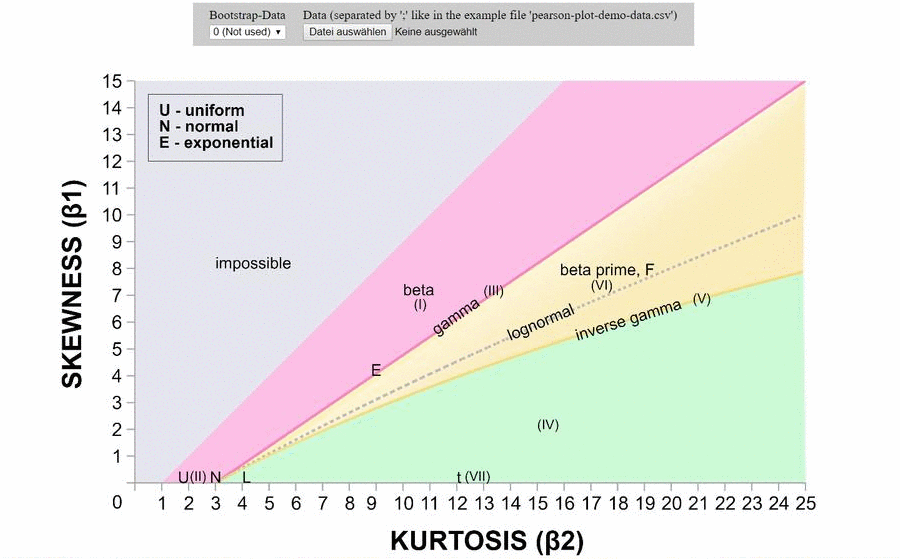 Bootstrap-Data
0 (Not used)
Data (separated by ';' like in the example file 'pearson-plot-demo-data.csv')
Datei auswählen Keine ausgewählt
SKEWNESS (β1)
15
14
13
12
11
10
9
8
7
6
5
4
3
2
1
U - uniform
N - normal
E - exponential
impossible
beta
(I)
gamma (III)
beta prime, F
(VI)
lognormal
inverse gamma (V)
E
(IV)
U(II) N L t (VII)
0 1 2 3 4 5 6 7 8 9 10 11 12 13 14 15 16 17 18 19 20 21 22 23 24 25
KURTOSIS (β2)